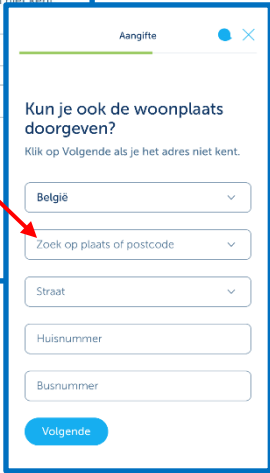 Aangifte
Kun je ook de woonplaats
doorgeven?
Klik op Volgende als je het adres niet kent.
België
Zoek op plaats of postcode
Straat
Huisnummer
Busnummer
Volgende